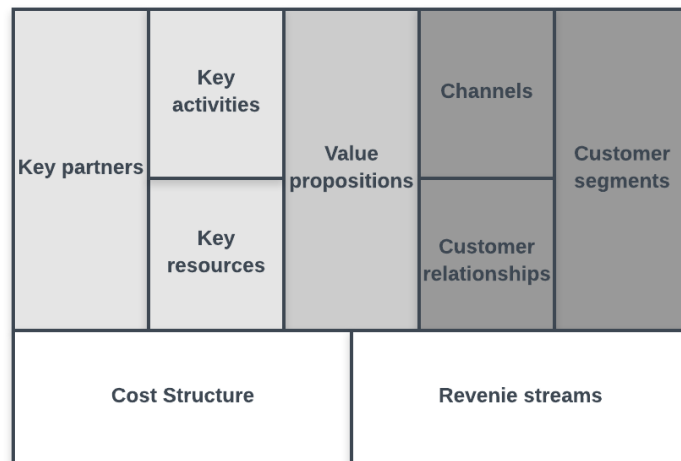 Key partners
Key
activities
Key
resources
Value
propositions
Channels
Customer
relationships
Customer
segments
Cost Structure
Revenie streams